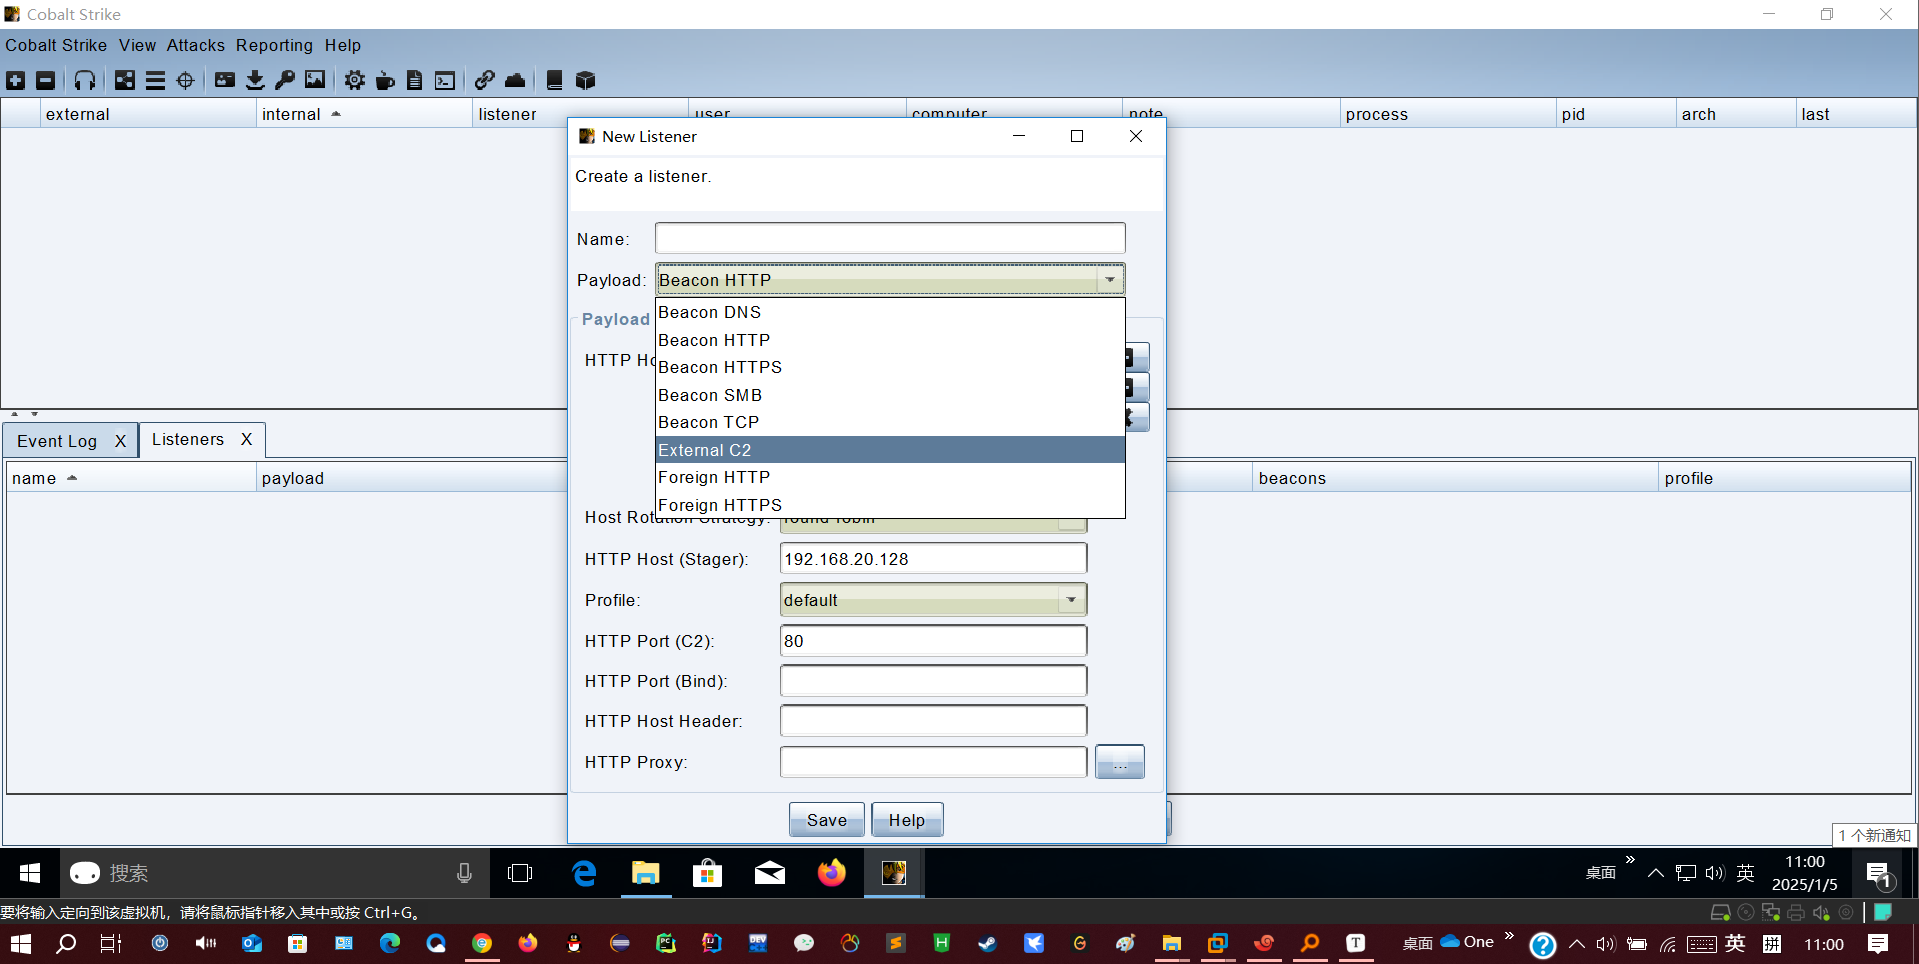 Cobalt Strike
Cobalt Strike View Attacks Reporting Help
external internal listener user computer note process pid arch last
New Listener
Create a listener.
Name:
Payload: Beacon HTTP
Beacon DNS
Beacon HTTP
Beacon HTTPS
Beacon SMB
Beacon TCP
External C2
Foreign HTTP
Foreign HTTPS
Payload
HTTP Ho
Host Rotation Strategy: round-robin
HTTP Host (Stager): 192.168.20.128
Profile: default
HTTP Port (C2): 80
HTTP Port (Bind):
HTTP Host Header:
HTTP Proxy: ...
Save Help
Event Log X Listeners X
name payload beacons profile
1 个新通知
搜索
桌面 » 英 11:00
2025/1/5
1
要将输入定向到该虚拟机，请将鼠标指针移入其中或按 Ctrl+G。
桌面 One » 英 拼 11:00